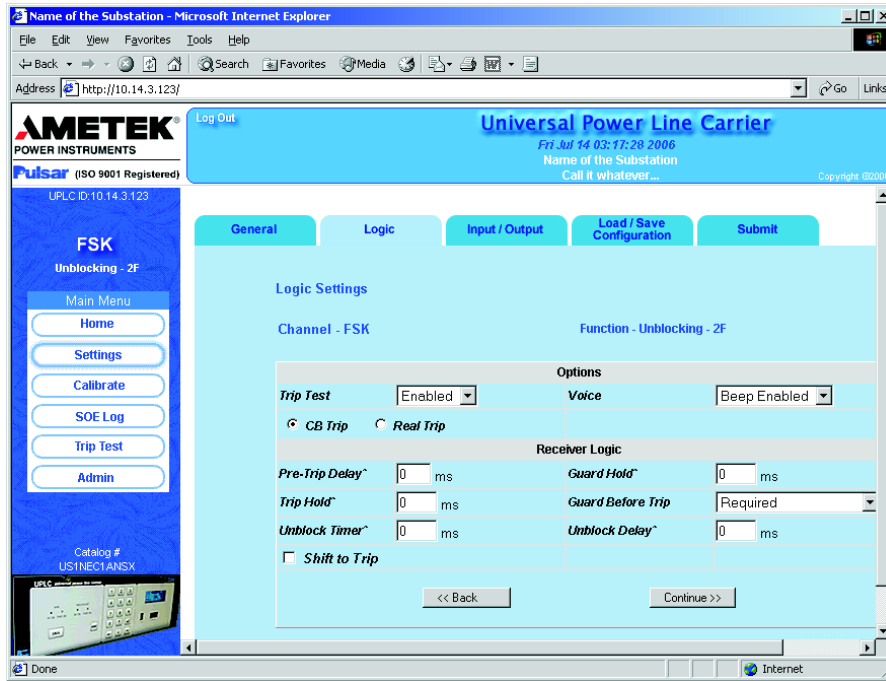 Name of the Substation - Microsoft Internet Explorer
File Edit View Favorites Tools Help
Back Search Favorites Media
Address http://10.14.3.123/ Go Links
AMETEK®
POWER INSTRUMENTS
Pulsar (ISO 9001 Registered)
Log Out
Universal Power Line Carrier
Fri Jul 14 03:17:28 2006
Name of the Substation
Call it whatever...
Copyright ©200
UPLC ID:10.14.3.123
FSK
Unblocking - 2F
Main Menu
Home
Settings
Calibrate
SOE Log
Trip Test
Admin
Catalog #
US1NEC1ANSX
UPLC
General Logic Input / Output Load / Save Configuration Submit
Logic Settings
Channel - FSK Function - Unblocking - 2F
Options
Trip Test Enabled Voice Beep Enabled
CB Trip Real Trip
Receiver Logic
Pre-Trip Delay^ 0 ms Guard Hold^ 0 ms
Trip Hold^ 0 ms Guard Before Trip Required
Unblock Timer^ 0 ms Unblock Delay^ 0 ms
Shift to Trip
<< Back Continue >>
Done Internet